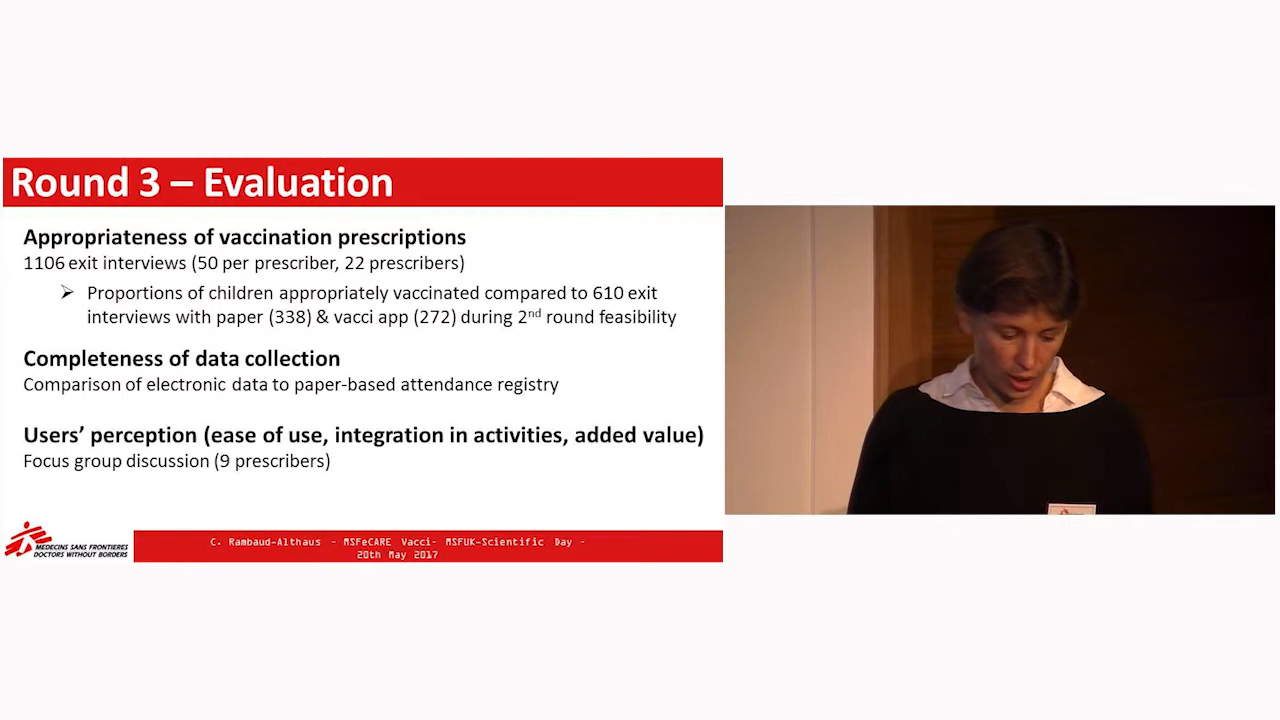 Round 3 – Evaluation
Appropriateness of vaccination prescriptions
1106 exit interviews (50 per prescriber, 22 prescribers)
Proportions of children appropriately vaccinated compared to 610 exit
interviews with paper (338) & vacci app (272) during 2nd round feasibility
Completeness of data collection
Comparison of electronic data to paper-based attendance registry
Users’ perception (ease of use, integration in activities, added value)
Focus group discussion (9 prescribers)
MEDECINS SANS FRONTIERES
DOCTORS WITHOUT BORDERS
C. Rambaud-Althaus - MSFeCARE Vacci- MSFUK-Scientific Day -
20th May 2017